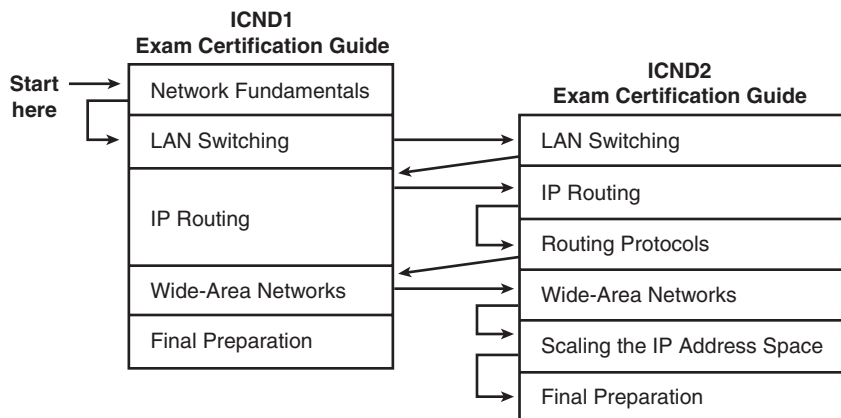 ICND1
Exam Certification Guide
Start
here
Network Fundamentals
LAN Switching
IP Routing
Wide-Area Networks
Final Preparation
ICND2
Exam Certification Guide
LAN Switching
IP Routing
Routing Protocols
Wide-Area Networks
Scaling the IP Address Space
Final Preparation